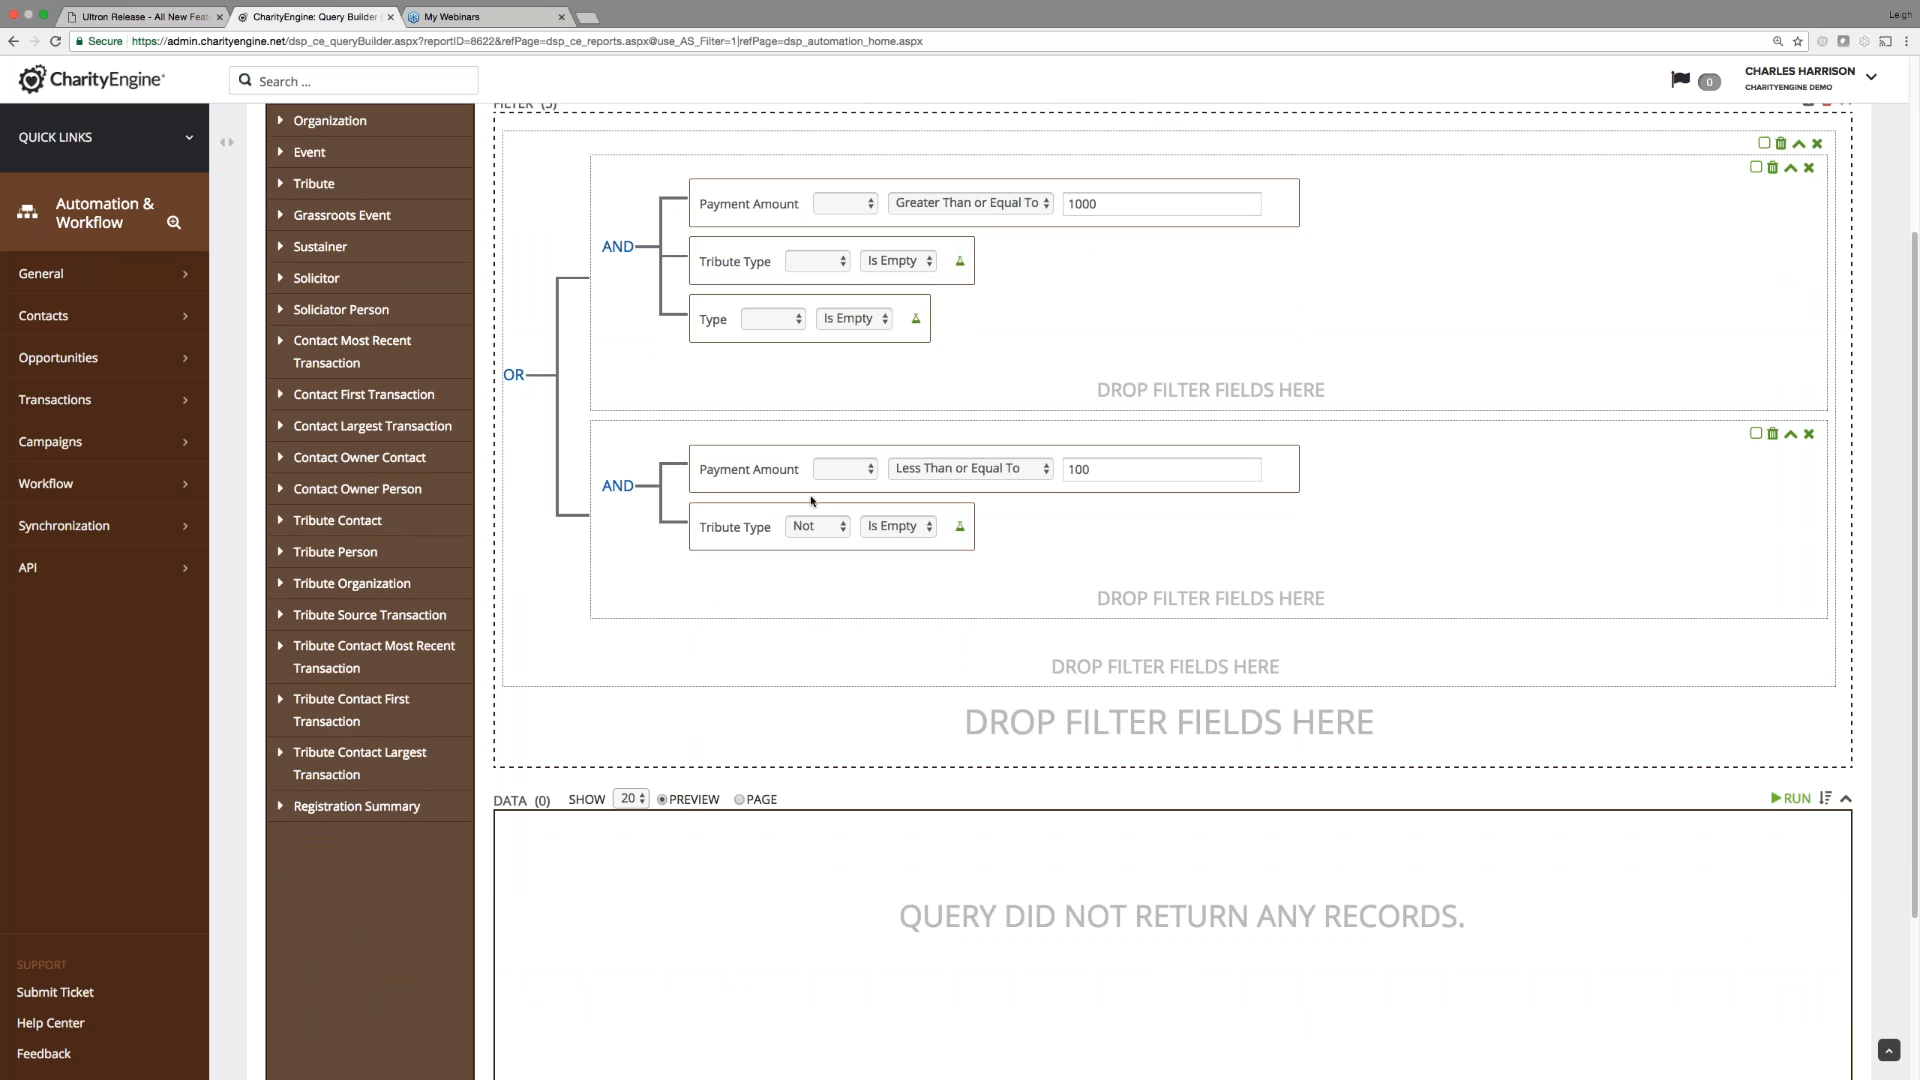 Ultron Release - All New Feat
CharityEngine: Query Builder
My Webinars
Leigh
Secure
https://admin.charityengine.net/dsp_ce_queryBuilder.aspx?reportID=8622&refPage=dsp_ce_reports.aspx@use_AS_Filter=1|refPage=dsp_automation_home.aspx
CharityEngine
Search ...
0
CHARLES HARRISON
CHARITYENGINE DEMO
QUICK LINKS
Automation &
Workflow
General
Contacts
Opportunities
Transactions
Campaigns
Workflow
Synchronization
API
SUPPORT
Submit Ticket
Help Center
Feedback
Organization
Event
Tribute
Grassroots Event
Sustainer
Solicitor
Soliciator Person
Contact Most Recent
Transaction
Contact First Transaction
Contact Largest Transaction
Contact Owner Contact
Contact Owner Person
Tribute Contact
Tribute Person
Tribute Organization
Tribute Source Transaction
Tribute Contact Most Recent
Transaction
Tribute Contact First
Transaction
Tribute Contact Largest
Transaction
Registration Summary
FILTER (5)
OR
AND
Payment Amount Greater Than or Equal To 1000
Tribute Type Is Empty
Type Is Empty
DROP FILTER FIELDS HERE
AND
Payment Amount Less Than or Equal To 100
Tribute Type Not Is Empty
DROP FILTER FIELDS HERE
DROP FILTER FIELDS HERE
DROP FILTER FIELDS HERE
DATA (0) SHOW 20 PREVIEW PAGE
RUN
QUERY DID NOT RETURN ANY RECORDS.